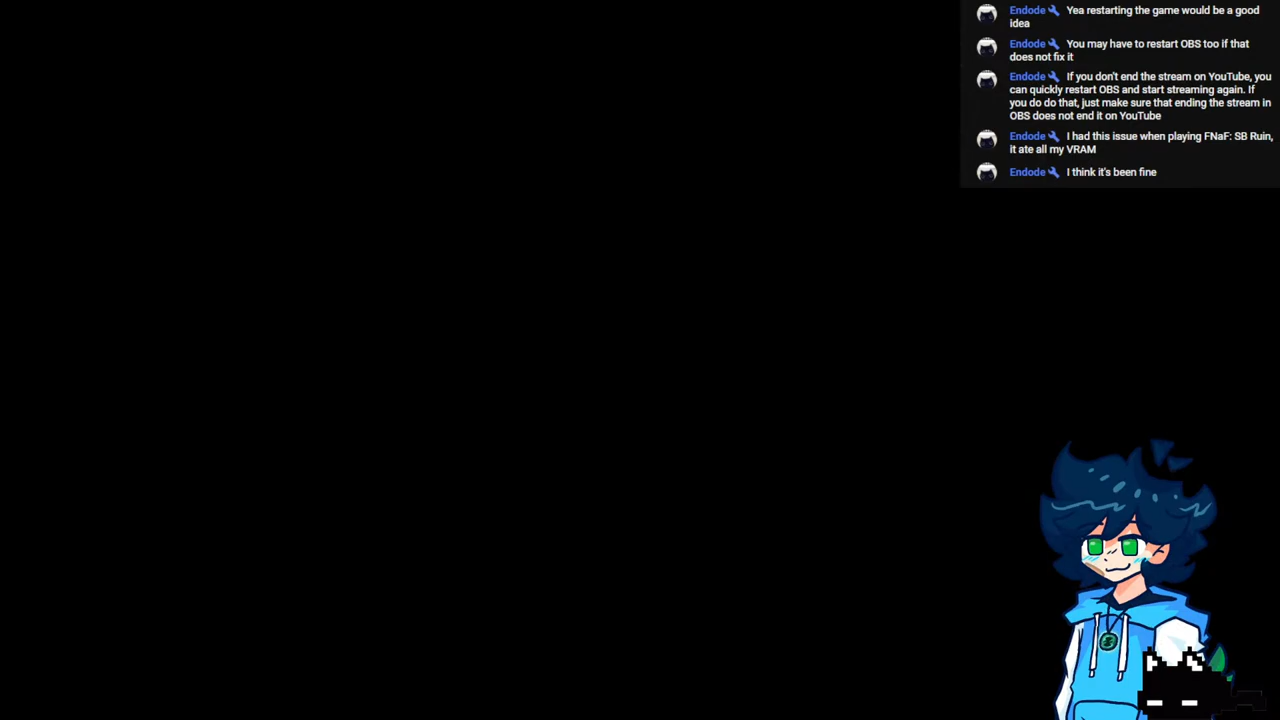 Endode Yea restarting the game would be a good
idea
Endode You may have to restart OBS too if that
does not fix it
Endode If you don't end the stream on YouTube, you
can quickly restart OBS and start streaming again. If
you do do that, just make sure that ending the stream in
OBS does not end it on YouTube
Endode I had this issue when playing FNaF: SB Ruin,
it ate all my VRAM
Endode I think it's been fine